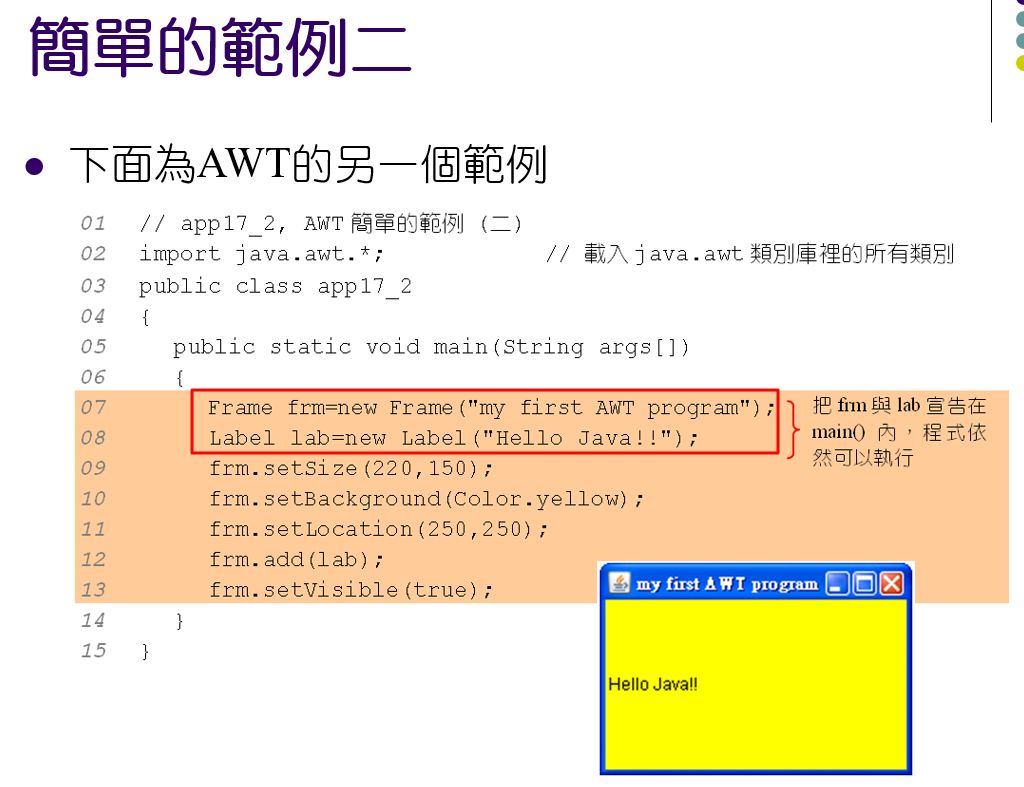 簡單的範例二
下面為AWT的另一個範例
01 // app17_2, AWT 簡單的範例 (二)
02 import java.awt.*; // 載入 java.awt 類別庫裡的所有類別
03 public class app17_2
04 {
05 public static void main(String args[])
06 {
07 Frame frm=new Frame("my first AWT program");
08 Label lab=new Label("Hello Java!!");
09 frm.setSize(220,150);
10 frm.setBackground(Color.yellow);
11 frm.setLocation(250,250);
12 frm.add(lab);
13 frm.setVisible(true);
14 }
15 }
把 frm 與 lab 宣告在
main() 內，程式依
然可以執行
my first AWT program
Hello Java!!